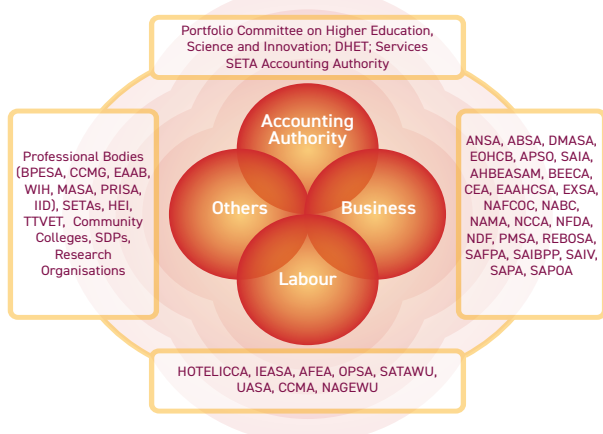 Portfolio Committee on Higher Education,
Science and Innovation; DHET; Services
SETA Accounting Authority
Accounting
Authority
Others
Business
Labour
Professional Bodies
(BPESA, CCMG, EAAB,
WIH, MASA, PRISA,
IID), SETAs, HEI,
TTVET, Community
Colleges, SDPs,
Research
Organisations
ANSA, ABSA, DMASA,
EOHCB, APSO, SAIA,
AHBEASAM, BEECA,
CEA, EAAHCSA, EXSA,
NAFCOC, NABC,
NAMA, NCCA, NFDA,
NDF, PMSA, REBOSA,
SAFPA, SAIBPP, SAIV,
SAPA, SAPOA
HOTELICCA, IEASA, AFEA, OPSA, SATAWU,
UASA, CCMA, NAGEWU